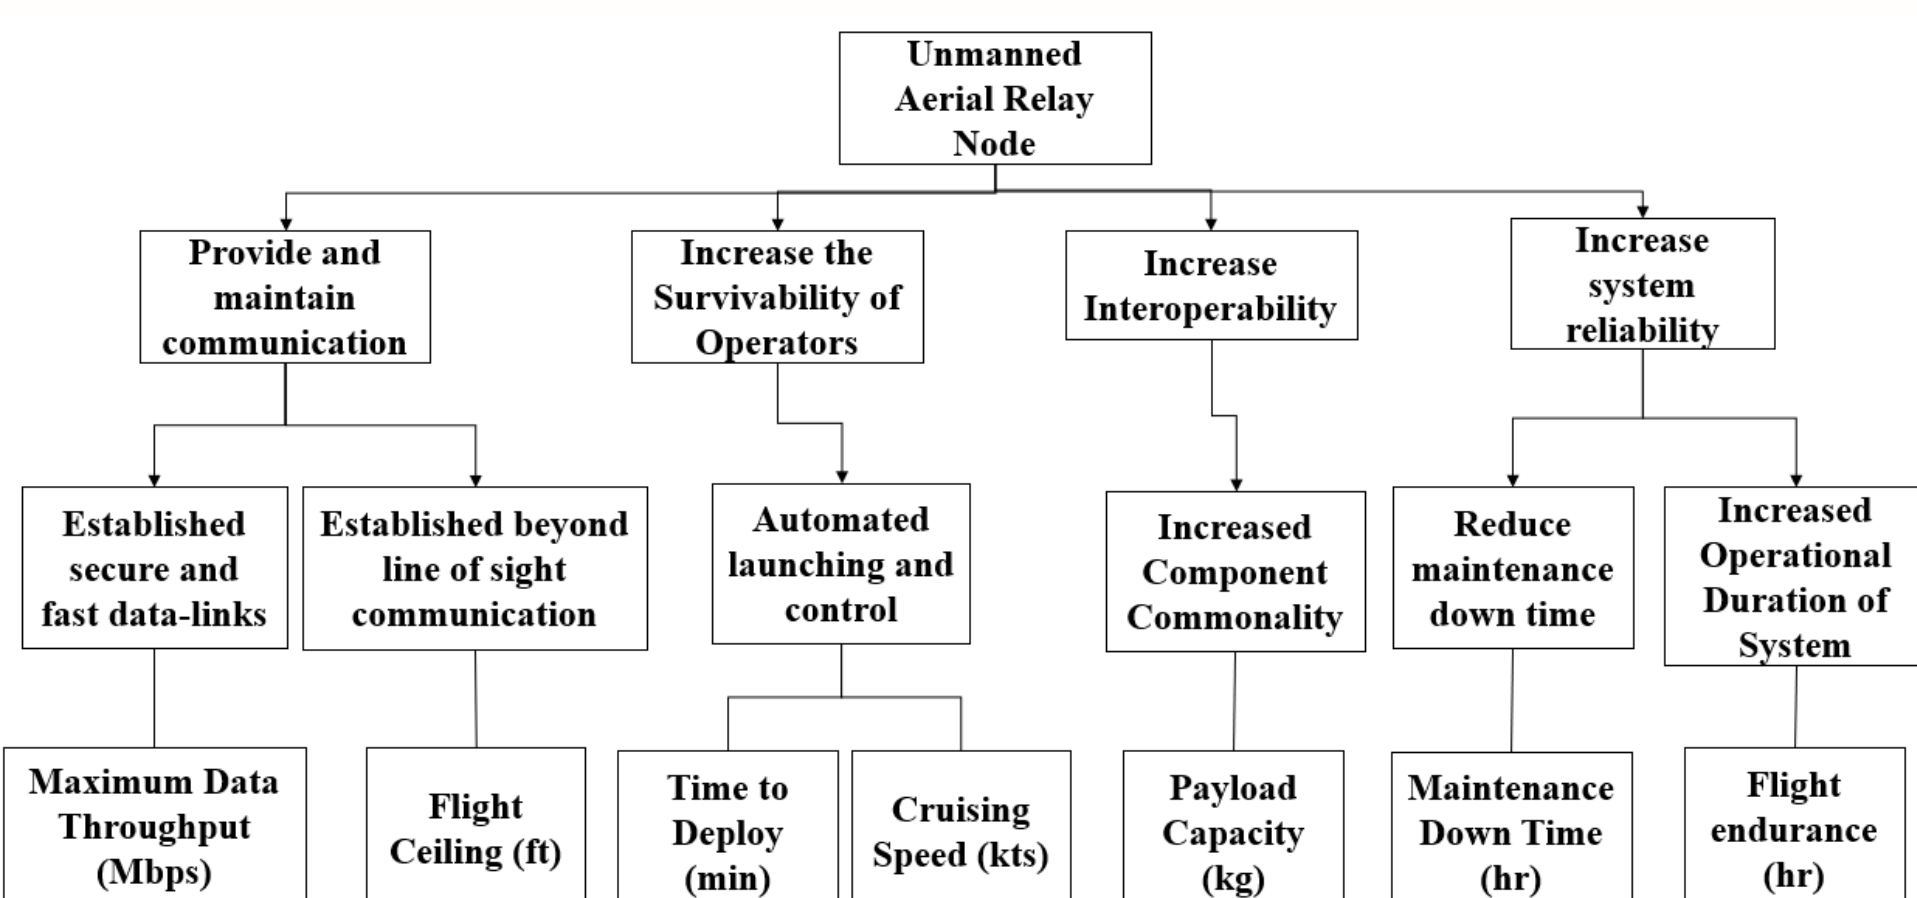 Unmanned
Aerial Relay
Node
Provide and
maintain
communication
Increase the
Survivability of
Operators
Increase
Interoperability
Increase
system
reliability
Established
secure and
fast data-links
Established beyond
line of sight
communication
Automated
launching and
control
Increased
Component
Commonality
Reduce
maintenance
down time
Increased
Operational
Duration of
System
Maximum Data
Throughput
(Mbps)
Flight
Ceiling (ft)
Time to
Deploy
(min)
Cruising
Speed (kts)
Payload
Capacity
(kg)
Maintenance
Down Time
(hr)
Flight
endurance
(hr)